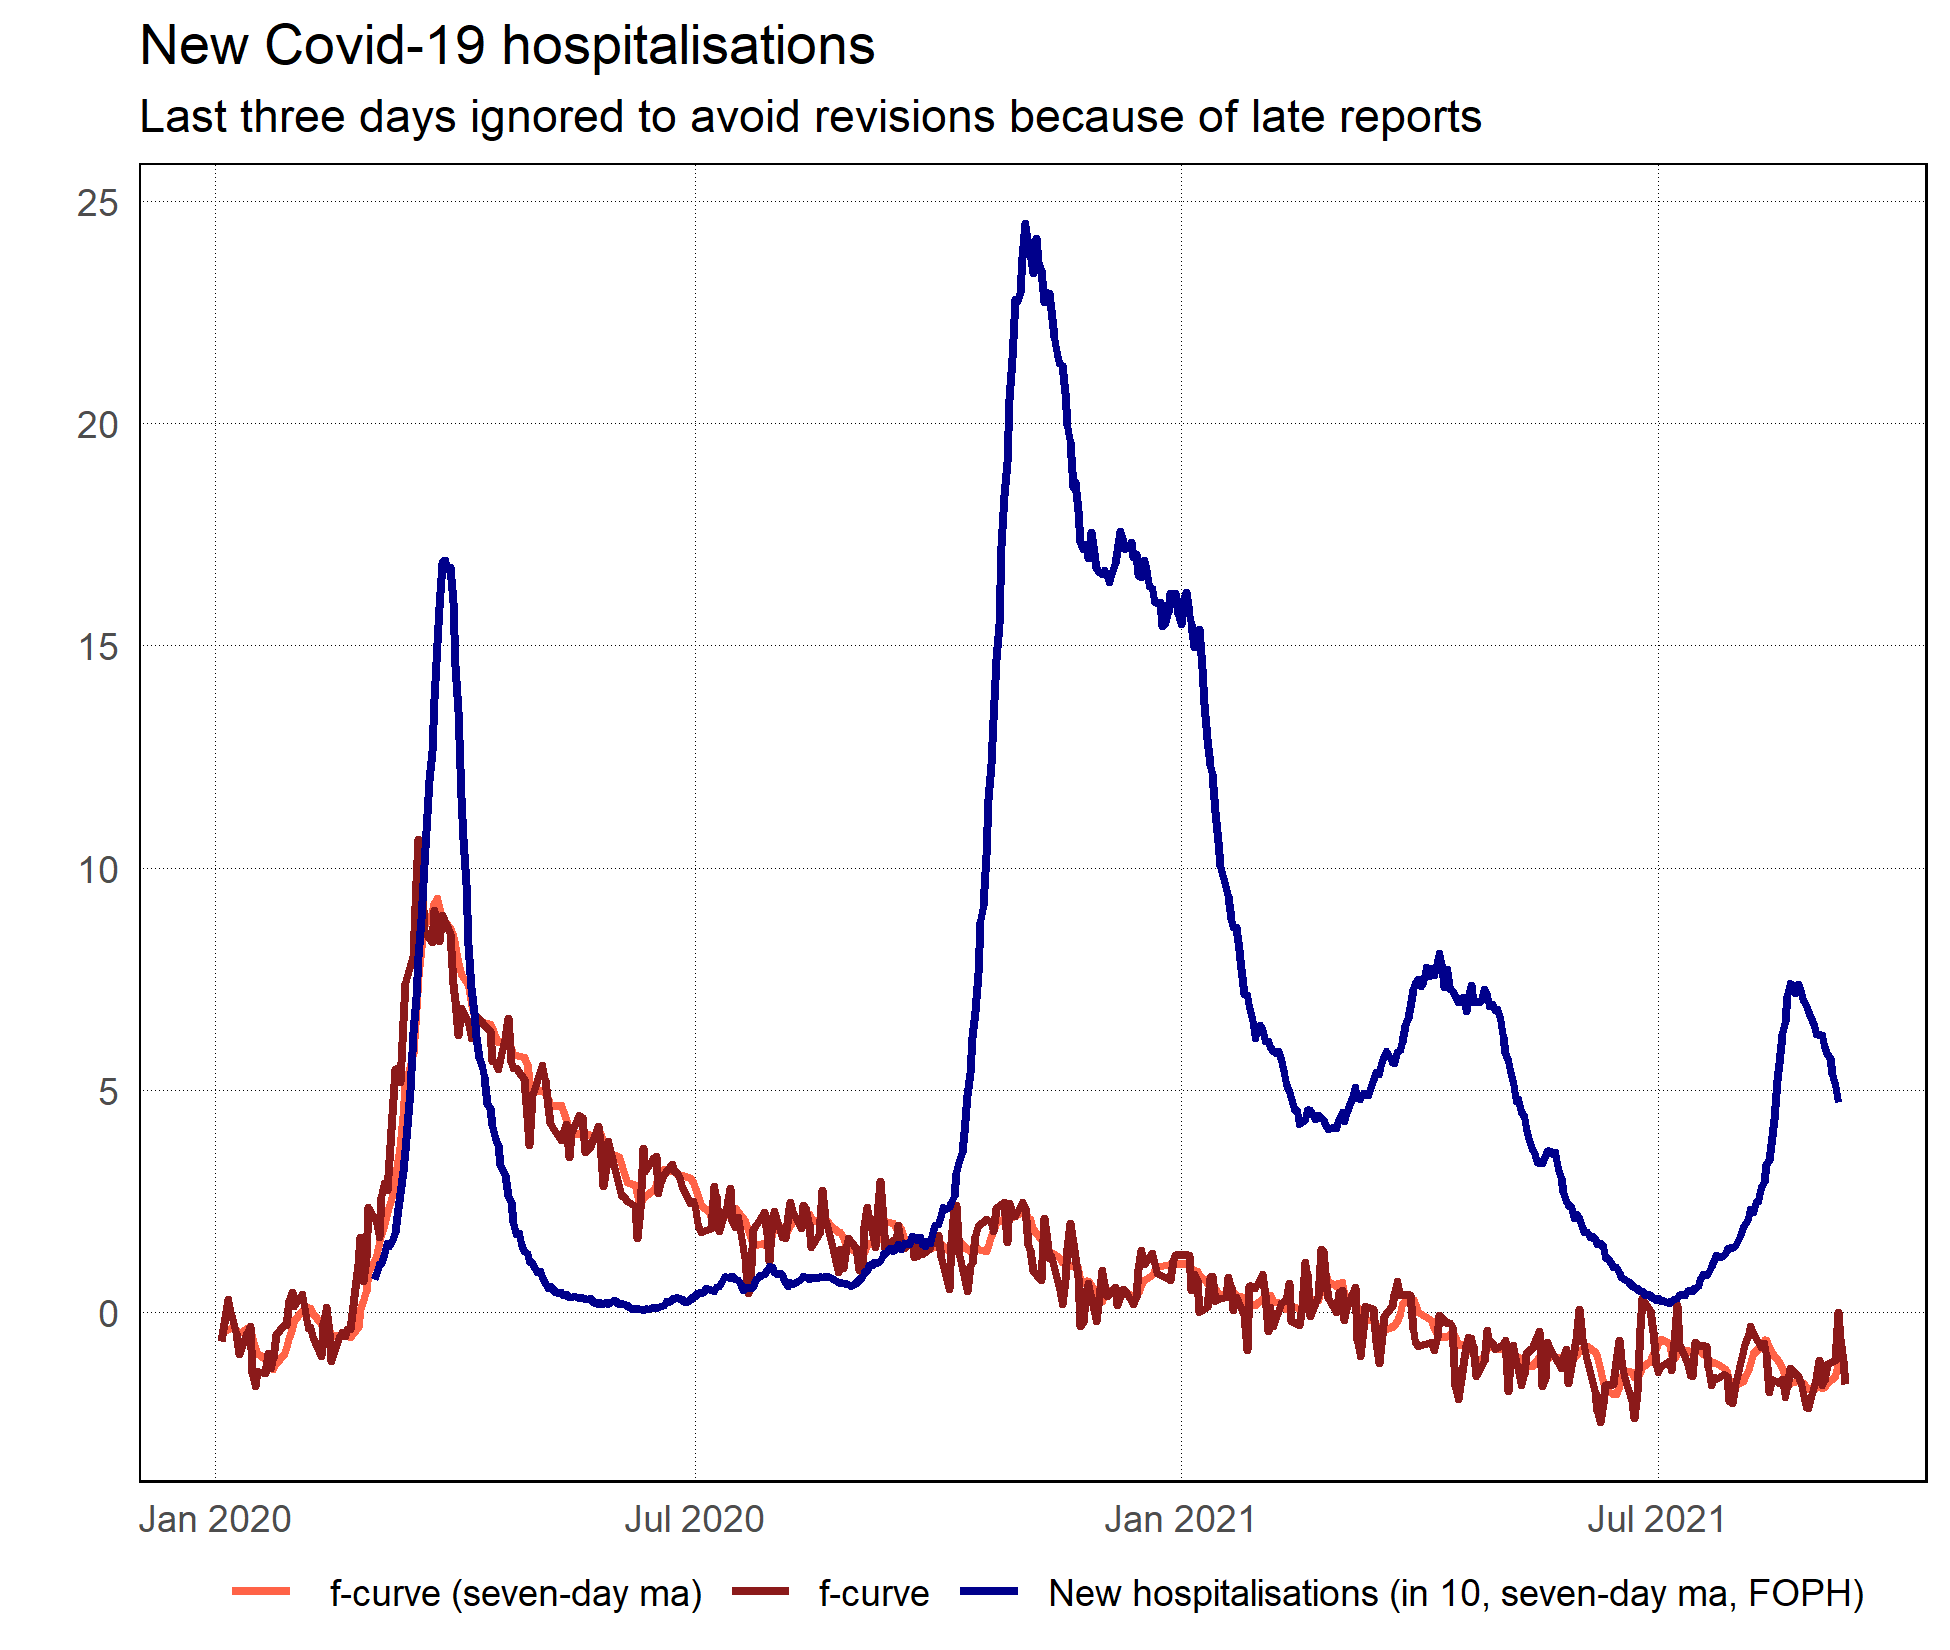 New Covid-19 hospitalisations
Last three days ignored to avoid revisions because of late reports
25
20
15
10
5
0
Jan 2020 Jul 2020 Jan 2021 Jul 2021
f-curve (seven-day ma) f-curve New hospitalisations (in 10, seven-day ma, FOPH)